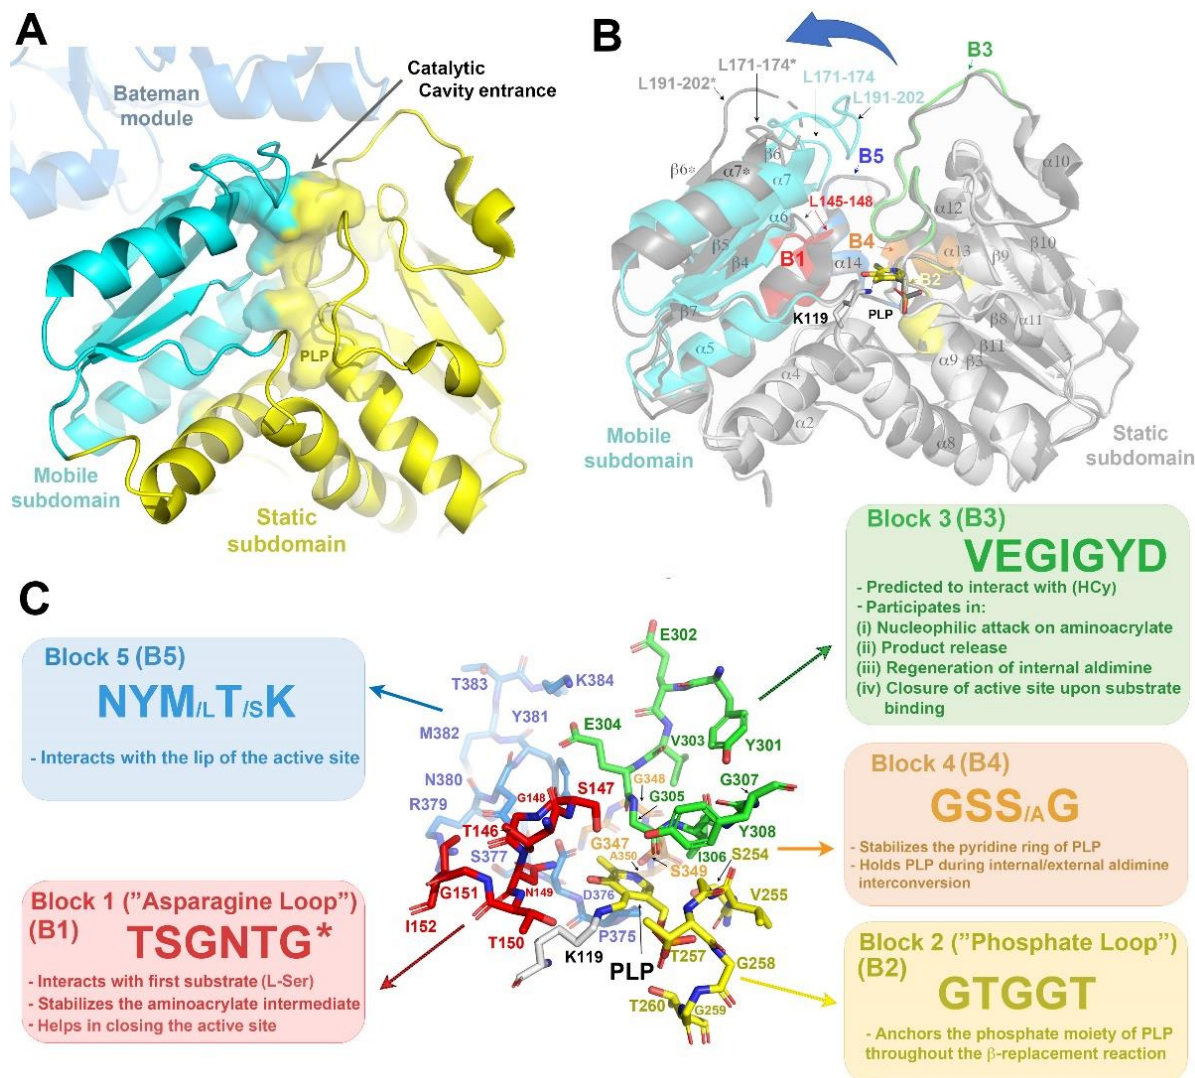 A
Bateman
module
Catalytic
Cavity entrance
PLP
Mobile
subdomain
Static
subdomain
B
B3
L171-174*
L171-174
L191-202*
L191-202
β6
B5
β6*
α7*
α7
α10
L145-148
α6
α12
β5
B4
α13
β10
β4
B1
α14
β9
B2
β7
K119
PLP
β8
α11
α5
α9
β11
β3
α4
α2
α8
Mobile
subdomain
Static
subdomain
C
Block 5 (B5)
NYM/LT/SK
- Interacts with the lip of the active site
Block 1 ("Asparagine Loop")
(B1) TSGNTG*
- Interacts with first substrate (L-Ser)
- Stabilizes the aminoacrylate intermediate
- Helps in closing the active site
E302
T383
K384
Y381
E304
M382
V303
Y301
N380
G348
G307
R379
G148
S147
G305
T146
G347
Y308
S377
A350
I306
S349
S254
G151
N149
D376
V255
I152
T150
P375
K119
PLP
T257
G258
T260
G259
Block 3 (B3)
VEGIGYD
- Predicted to interact with (HCy)
- Participates in:
(i) Nucleophilic attack on aminoacrylate
(ii) Product release
(iii) Regeneration of internal aldimine
(iv) Closure of active site upon substrate
binding
Block 4 (B4)
GSS/AG
- Stabilizes the pyridine ring of PLP
- Holds PLP during internal/external aldimine
interconversion
Block 2 ("Phosphate Loop")
(B2)
GTGGT
- Anchors the phosphate moiety of PLP
throughout the β-replacement reaction